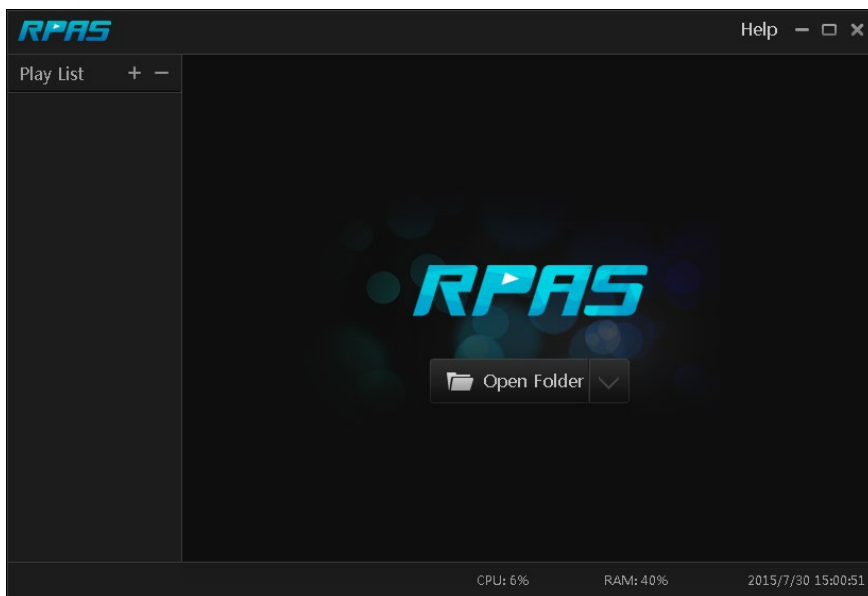 RPAS
Help
Play List + −
RPAS
Open Folder
CPU: 6% RAM: 40% 2015/7/30 15:00:51